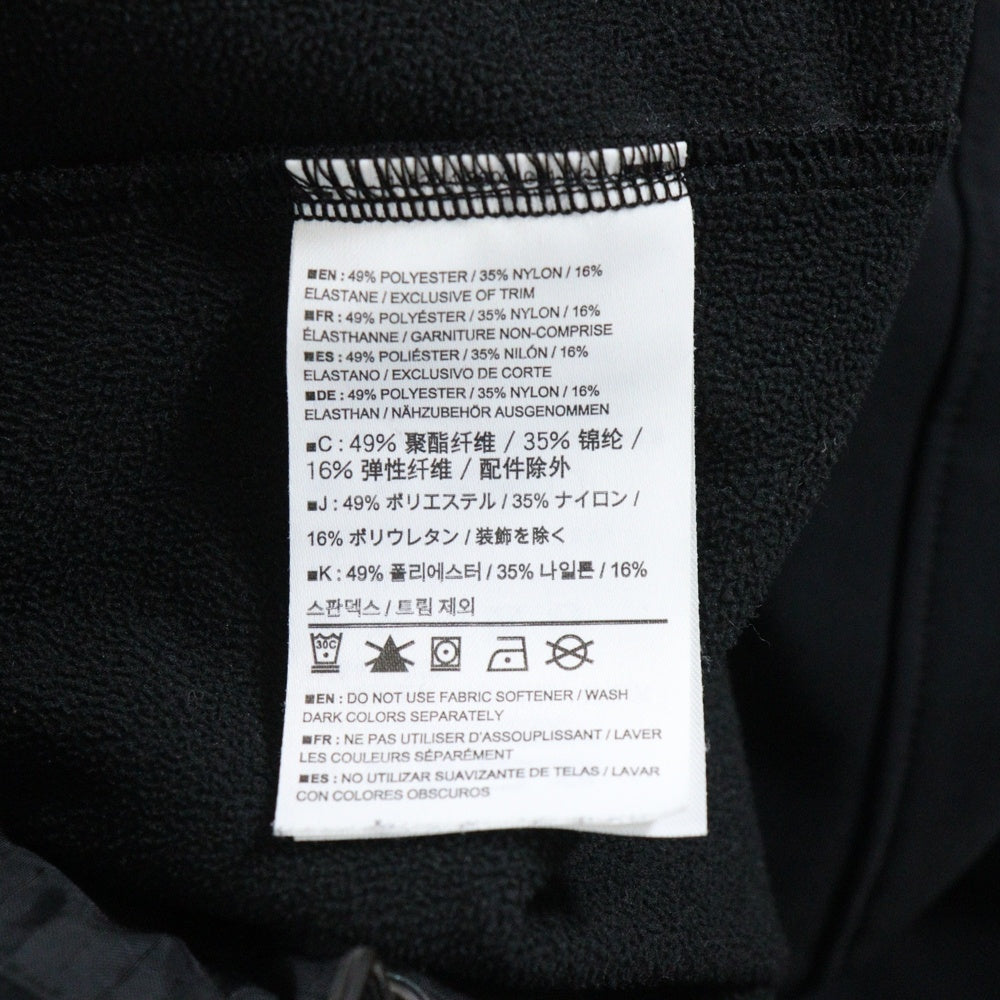 EN : 49% POLYESTER / 35% NYLON / 16%
ELASTANE / EXCLUSIVE OF TRIM
FR : 49% POLYÉSTER / 35% NYLON / 16%
ÉLASTHANNE / GARNITURE NON-COMPRISE
ES : 49% POLIÉSTER / 35% NILÓN / 16%
ELASTANO / EXCLUSIVO DE CORTE
DE : 49% POLYESTER / 35% NYLON / 16%
ELASTHAN / NÄHZUBEHÖR AUSGENOMMEN
C : 49% 聚酯纤维 / 35% 锦纶 /
16% 弹性纤维 / 配件除外
J : 49% ポリエステル / 35% ナイロン /
16% ポリウレタン / 装飾を除く
K : 49% 폴리에스터 / 35% 나일론 / 16%
스판덱스 / 트림 제외
30C
EN : DO NOT USE FABRIC SOFTENER / WASH
DARK COLORS SEPARATELY
FR : NE PAS UTILISER D'ASSOUPLISSANT / LAVER
LES COULEURS SÉPARÉMENT
ES : NO UTILIZAR SUAVIZANTE DE TELAS / LAVAR
CON COLORES OBSCUROS